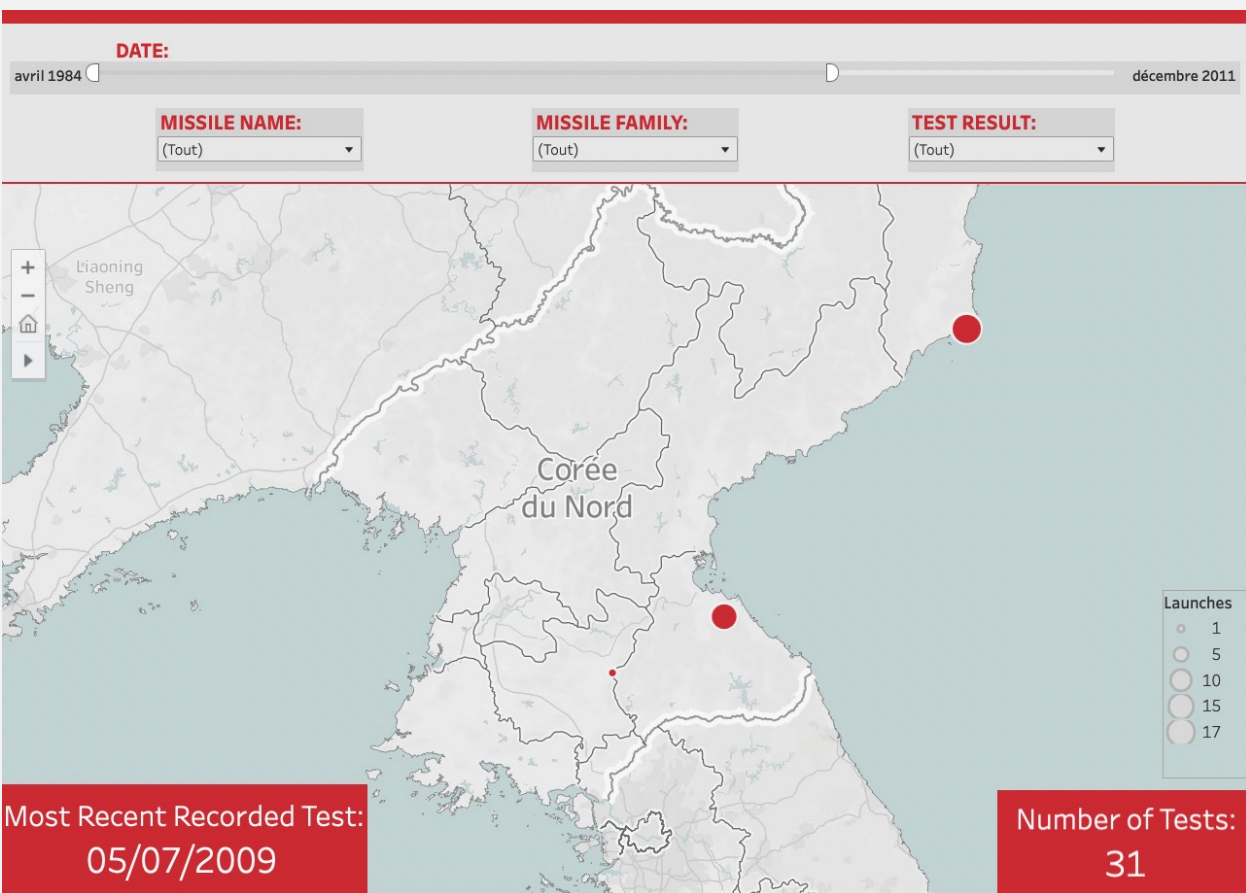 DATE:
avril 1984
décembre 2011
MISSILE NAME:
MISSILE FAMILY:
TEST RESULT:
(Tout)
(Tout)
(Tout)
Liaoning
Sheng
Corée
du Nord
Launches
1
5
10
15
17
Most Recent Recorded Test:
05/07/2009
Number of Tests:
31